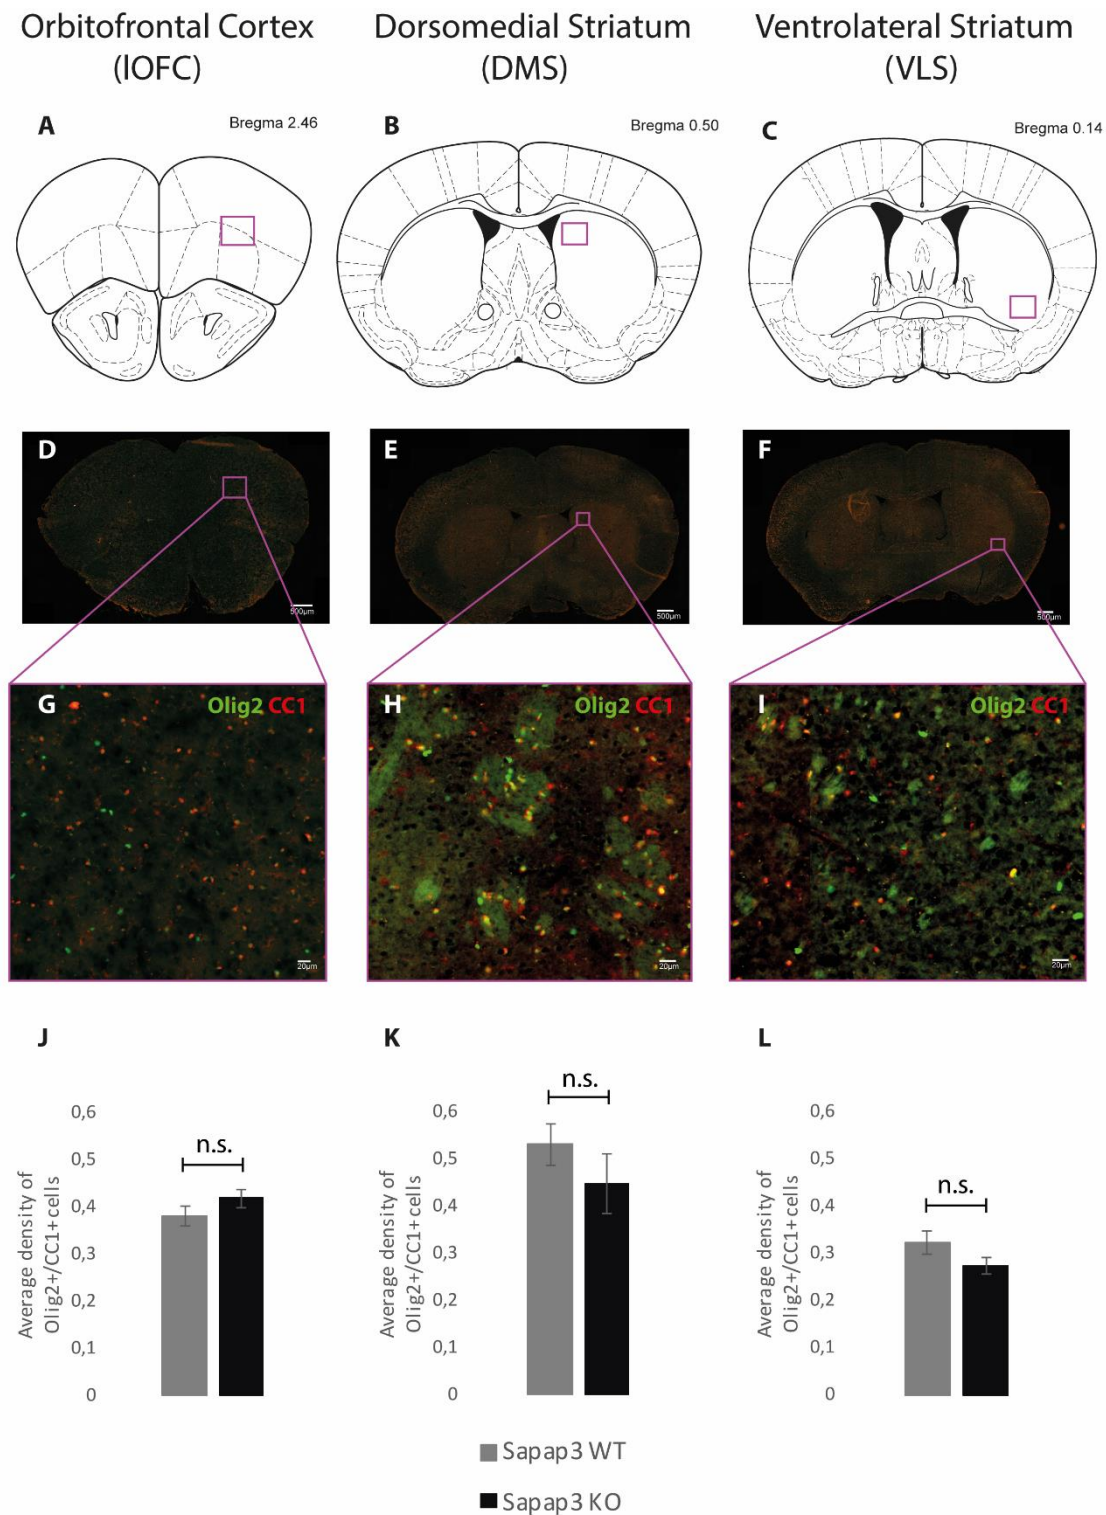 Orbitofrontal Cortex
(lOFC)
Dorsomedial Striatum
(DMS)
Ventrolateral Striatum
(VLS)
A
Bregma 2.46
B
Bregma 0.50
C
Bregma 0.14
D
500µm
E
500µm
F
500µm
G
Olig2 CC1
20µm
H
Olig2 CC1
20µm
I
Olig2 CC1
20µm
J
Average density of
Olig2+/CC1+ cells
0,6
0,5
0,4
0,3
0,2
0,1
0
n.s.
K
Average density of
Olig2+/CC1+ cells
0,6
0,5
0,4
0,3
0,2
0,1
0
n.s.
L
Average density of
Olig2+/CC1+ cells
0,6
0,5
0,4
0,3
0,2
0,1
0
n.s.
Sapap3 WT
Sapap3 KO